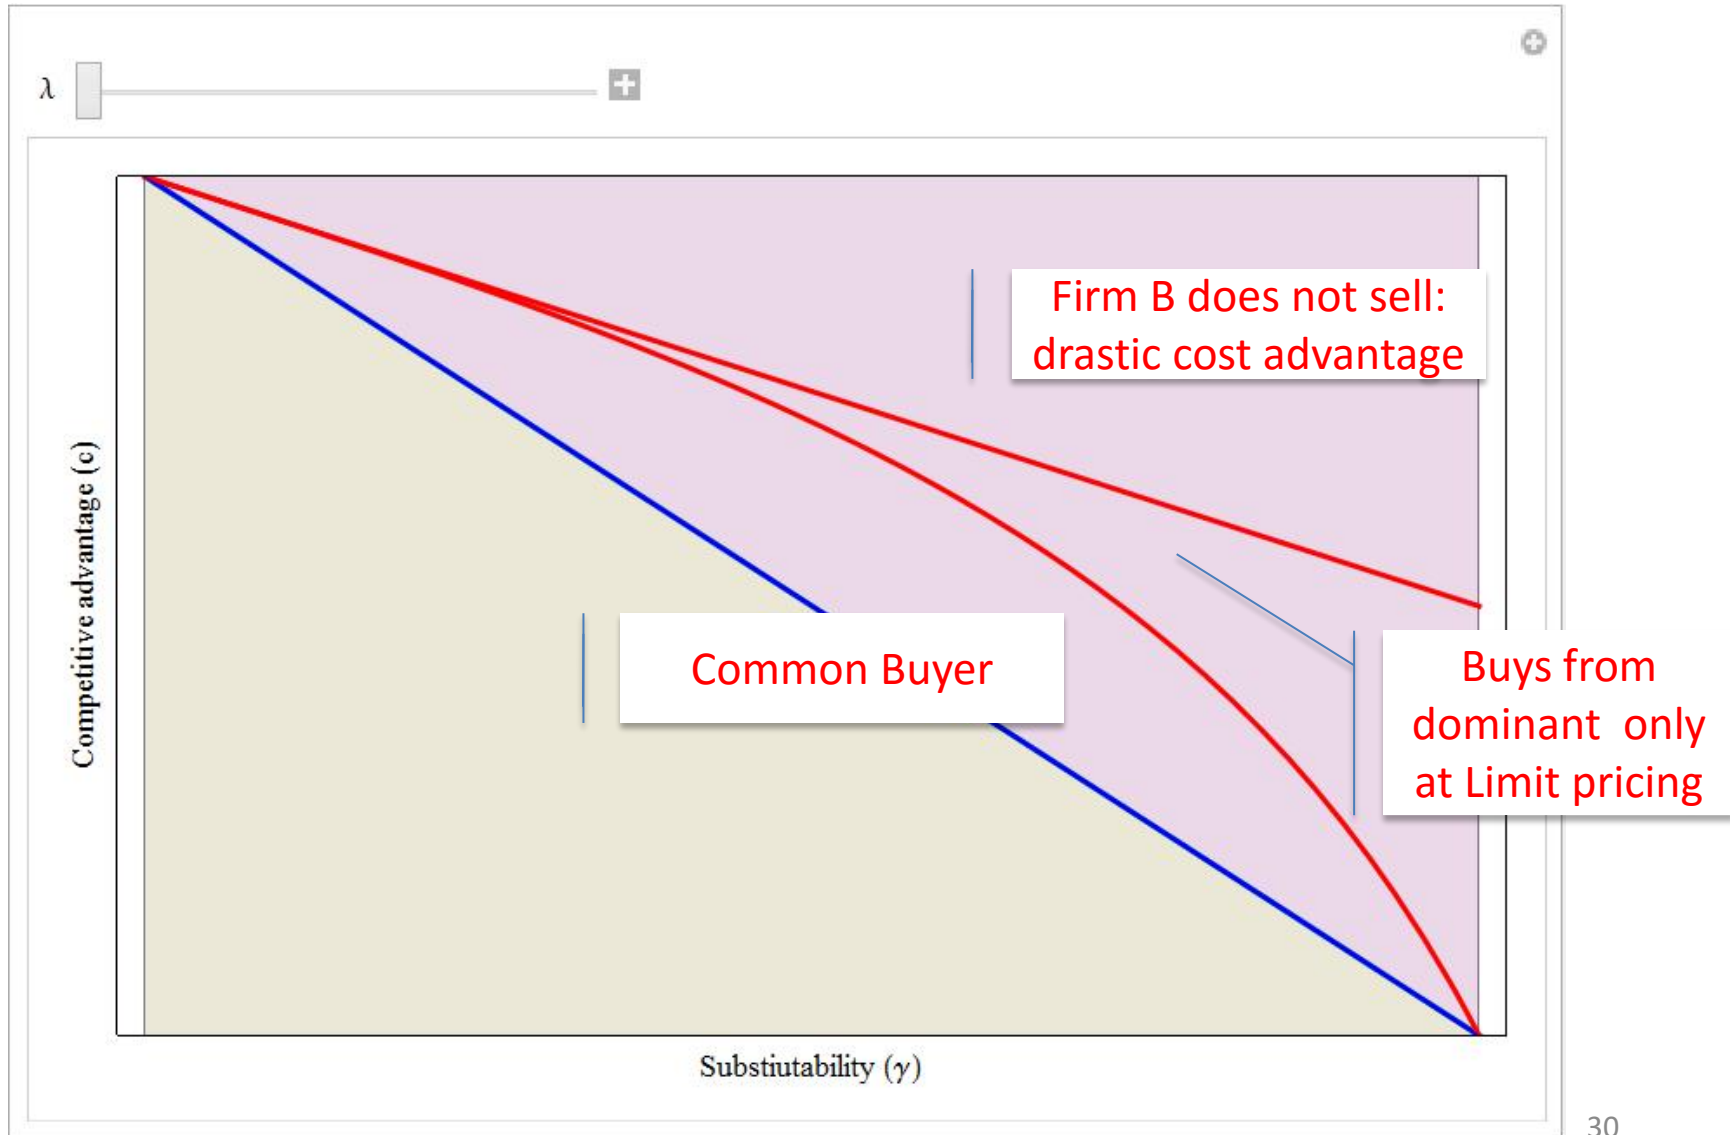 λ
Firm B does not sell:
drastic cost advantage
Competitive advantage (c)
Common Buyer
Buys from
dominant only
at Limit pricing
Substiutability (γ)
30